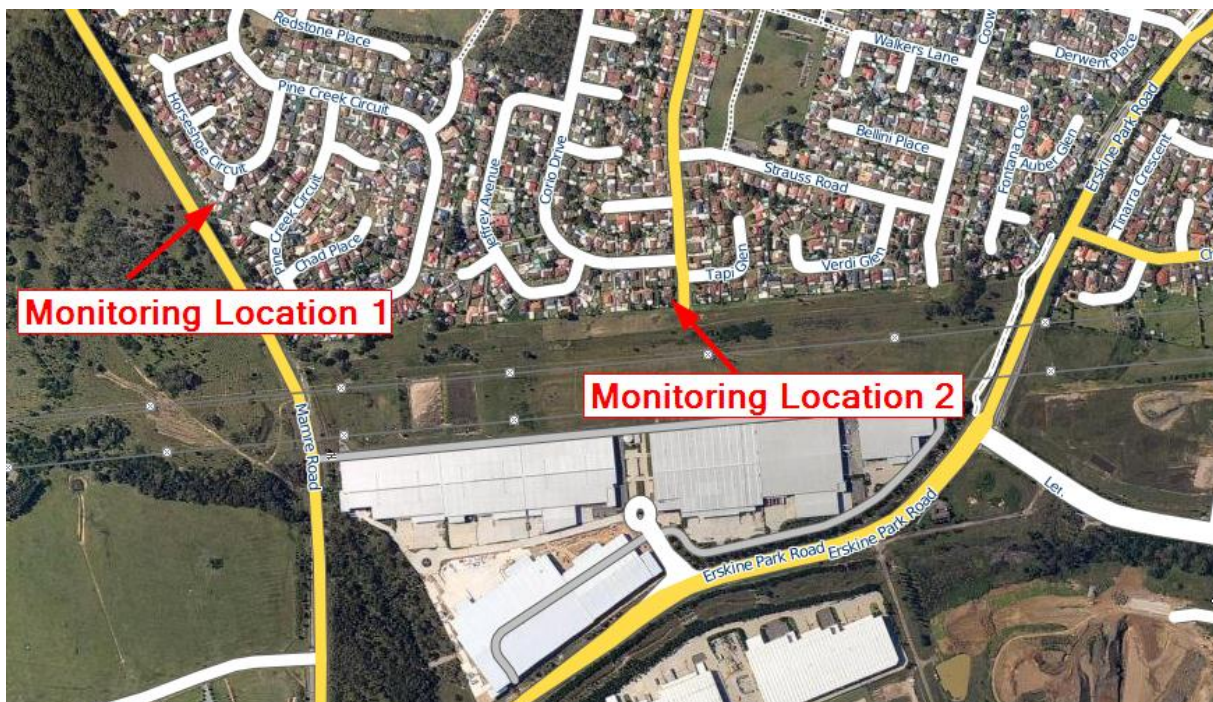 Redstone Place
Pine Creek Circuit
Horseshoe Circuit
Pine Creek Circuit
Chad Place
Jeffrey Avenue
Corio Drive
Walkers Lane
Coow
Derwent Place
Bellini Place
Fontana Close
Auber Glen
Strauss Road
Erskine Park Road
Tinarra Crescent
Tapi Glen
Verdi Glen
Monitoring Location 1
Monitoring Location 2
Mamre Road
Erskine Park Road
Erskine Park Road